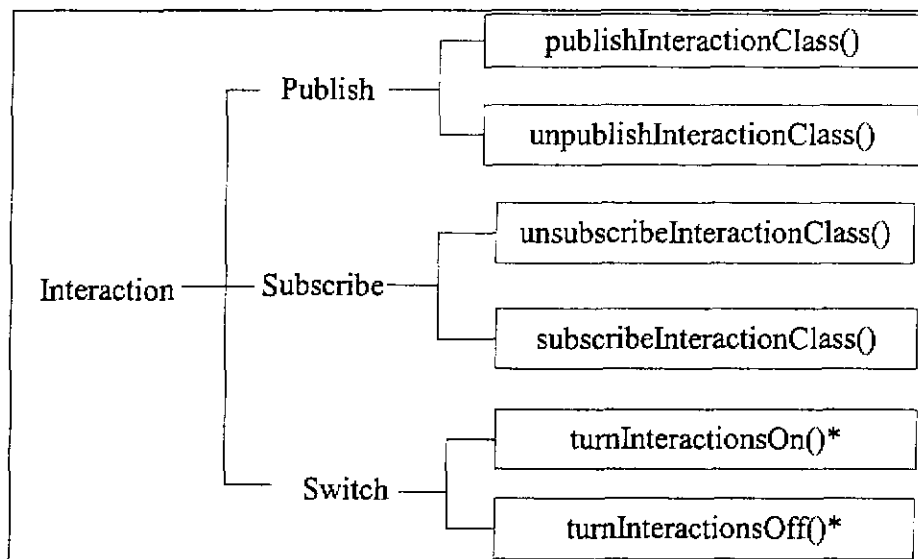 publishInteractionClass()
Publish
unpublishInteractionClass()
unsubscribeInteractionClass()
Interaction
Subscribe
subscribeInteractionClass()
turnInteractionsOn()*
Switch
turnInteractionsOff()*